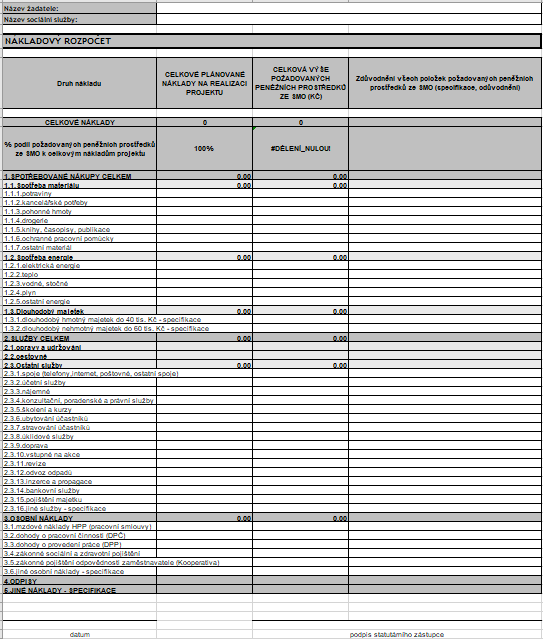 Název žadatele:
Název sociální služby:
NÁKLADOVÝ ROZPOČET
Druh nákladu
CELKOVÉ PLÁNOVANÉ
NÁKLADY NA REALIZACI
PROJEKTU
CELKOVÁ VÝŠE
POŽADOVANÝCH
PENĚŽNÍCH PROSTŘEDKŮ
ZE SMO (KČ)
Zdůvodnění všech položek požadovaných peněžních
prostředků ze SMO (specifikace, odůvodnění)
CELKOVÉ NÁKLADY 0 0
% podíl požadovaných peněžních prostředků
ze SMO k celkovým nákladům projektu
100%
#DĚLENÍ_NULOU!
1.SPOTŘEBOVANÉ NÁKUPY CELKEM 0.00 0.00
1.1.Spotřeba materiálu 0.00 0.00
1.1.1.potraviny
1.1.2.kancelářské potřeby
1.1.3.pohonné hmoty
1.1.4.drogerie
1.1.5.knihy, časopisy, publikace
1.1.6.ochranné pracovní pomůcky
1.1.7.ostatní materiál
1.2.Spotřeba energie 0.00 0.00
1.2.1.elektrická energie
1.2.2.teplo
1.2.3.vodné, stočné
1.2.4.plyn
1.2.5.ostatní energie
1.3.Dlouhodobý majetek 0.00 0.00
1.3.1.dlouhodobý hmotný majetek do 40 tis. Kč - specifikace
1.3.2.dlouhodobý nehmotný majetek do 60 tis. Kč - specifikace
2.SLUŽBY CELKEM 0.00 0.00
2.1.opravy a udržování
2.2.cestovné
2.3.Ostatní služby 0.00 0.00
2.3.1.spoje (telefony,internet, poštovné, ostatní spoje)
2.3.2.účetní služby
2.3.3.nájemné
2.3.4.konzultační, poradenské a právní služby
2.3.5.školení a kurzy
2.3.6.ubytování účastníků
2.3.7.stravování účastníků
2.3.8.úklidové služby
2.3.9.doprava
2.3.10.vstupné na akce
2.3.11.revize
2.3.12.odvoz odpadů
2.3.13.inzerce a propagace
2.3.14.bankovní služby
2.3.15.pojištění majetku
2.3.16.jiné služby - specifikace
3.OSOBNÍ NÁKLADY 0.00 0.00
3.1.mzdové náklady HPP (pracovní smlouvy)
3.2.dohody o pracovní činnosti (DPČ)
3.3.dohody o provedení práce (DPP)
3.4.zákonné sociální a zdravotní pojištění
3.5.zákonné pojištění odpovědnosti zaměstnavatele (Kooperativa)
3.6.jiné osobní náklady - specifikace
4.ODPISY
5.JINÉ NÁKLADY - SPECIFIKACE
datum
podpis statutárního zástupce